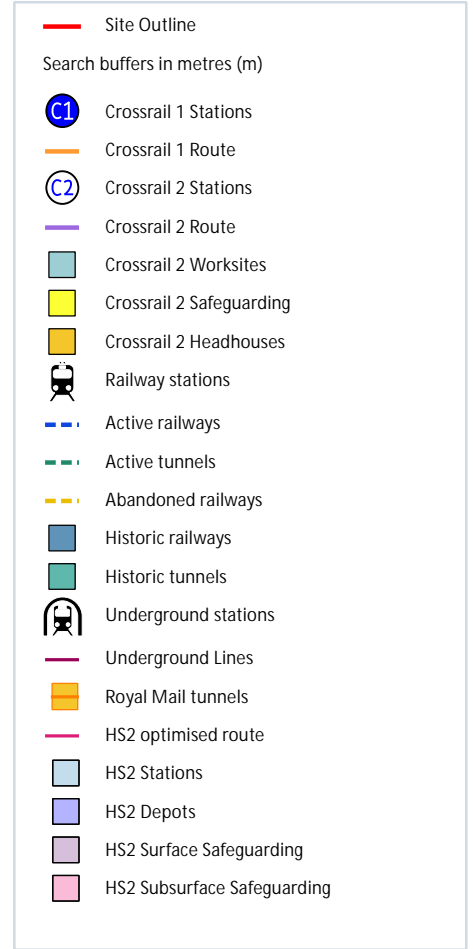 Site Outline
Search buffers in metres (m)
C1 Crossrail 1 Stations
Crossrail 1 Route
C2 Crossrail 2 Stations
Crossrail 2 Route
Crossrail 2 Worksites
Crossrail 2 Safeguarding
Crossrail 2 Headhouses
Railway stations
Active railways
Active tunnels
Abandoned railways
Historic railways
Historic tunnels
Underground stations
Underground Lines
Royal Mail tunnels
HS2 optimised route
HS2 Stations
HS2 Depots
HS2 Surface Safeguarding
HS2 Subsurface Safeguarding